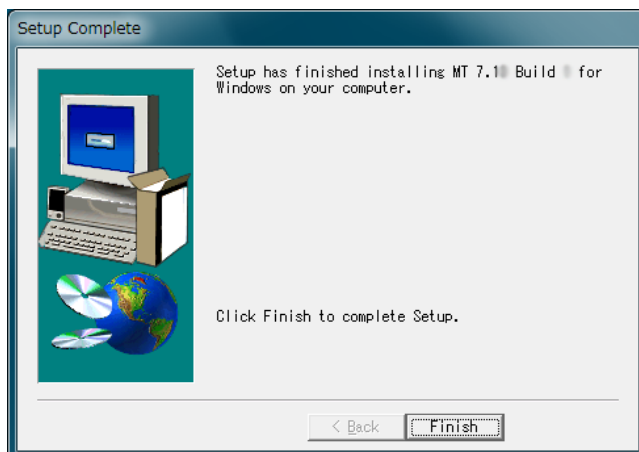 Setup Complete
Setup has finished installing MT 7.1 Build for
Windows on your computer.
Click Finish to complete Setup.
< Back
Finish